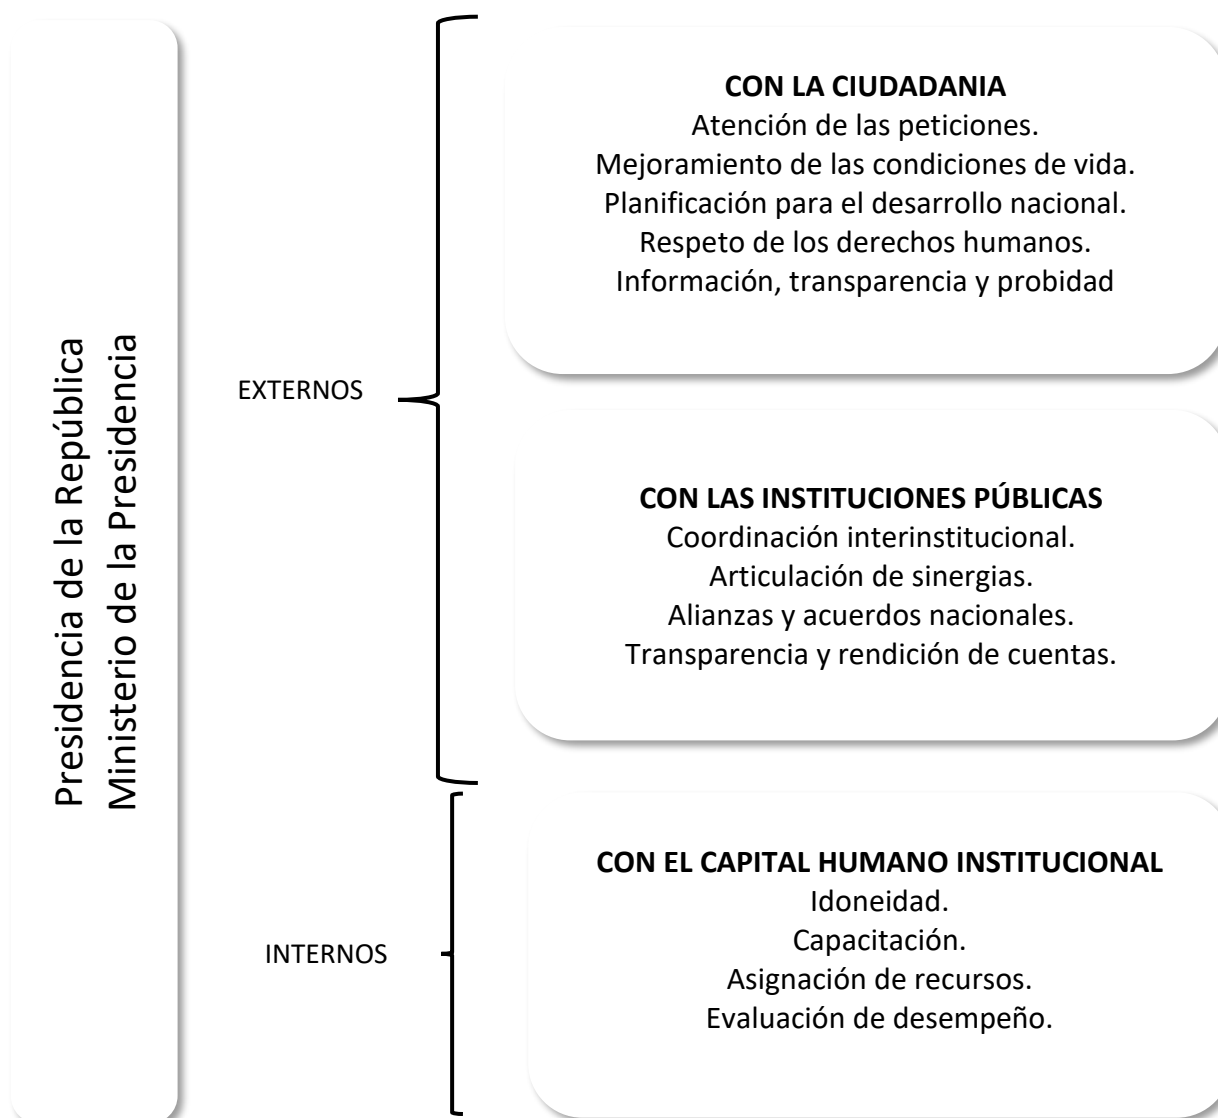 Presidencia de la República
Ministerio de la Presidencia
EXTERNOS
CON LA CIUDADANIA
Atención de las peticiones.
Mejoramiento de las condiciones de vida.
Planificación para el desarrollo nacional.
Respeto de los derechos humanos.
Información, transparencia y probidad
CON LAS INSTITUCIONES PÚBLICAS
Coordinación interinstitucional.
Articulación de sinergias.
Alianzas y acuerdos nacionales.
Transparencia y rendición de cuentas.
INTERNOS
CON EL CAPITAL HUMANO INSTITUCIONAL
Idoneidad.
Capacitación.
Asignación de recursos.
Evaluación de desempeño.